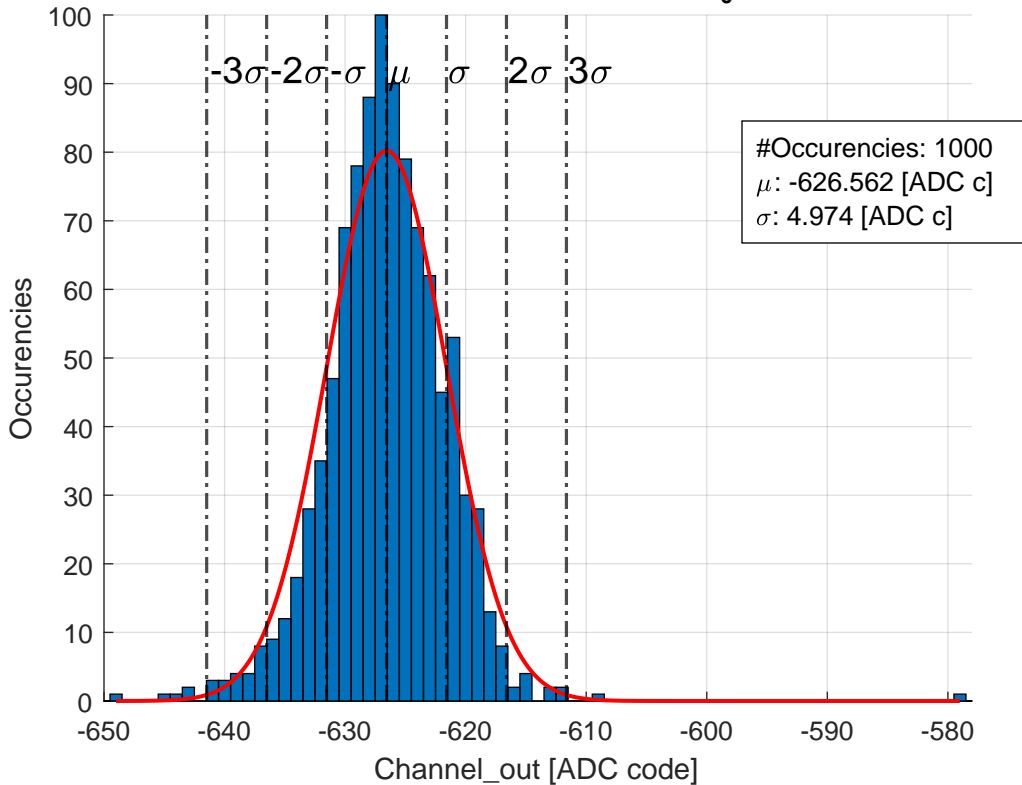 100
90
80
70
60
50
40
30
20
10
0
-3σ -2σ -σ μ σ 2σ 3σ
#Occurencies: 1000
μ: -626.562 [ADC c]
σ: 4.974 [ADC c]
Occurencies
-650 -640 -630 -620 -610 -600 -590 -580
Channel_out [ADC code]